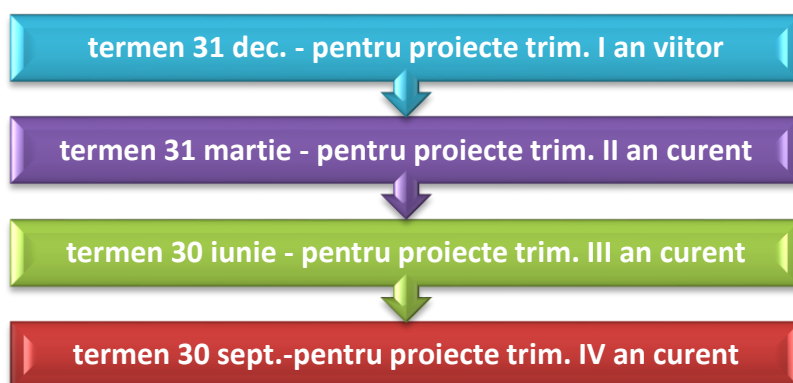 termen 31 dec. - pentru proiecte trim. I an viitor
termen 31 martie - pentru proiecte trim. II an curent
termen 30 iunie - pentru proiecte trim. III an curent
termen 30 sept.-pentru proiecte trim. IV an curent